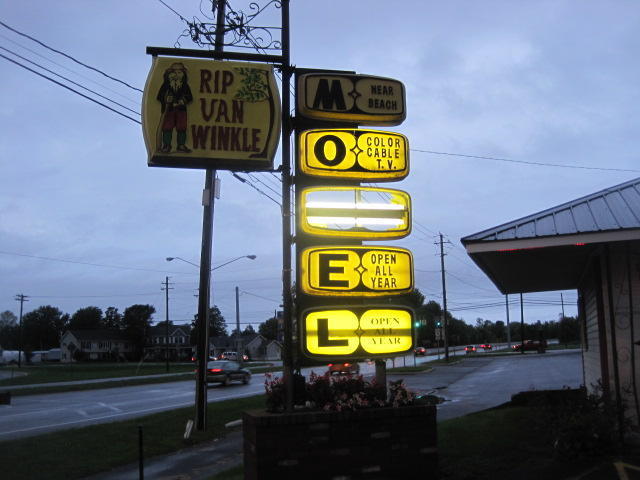 RIP
VAN
WINKLE
M NEAR
BEACH
O COLOR
CABLE
T.V.
E OPEN
ALL
YEAR
L OPEN
ALL
YEAR